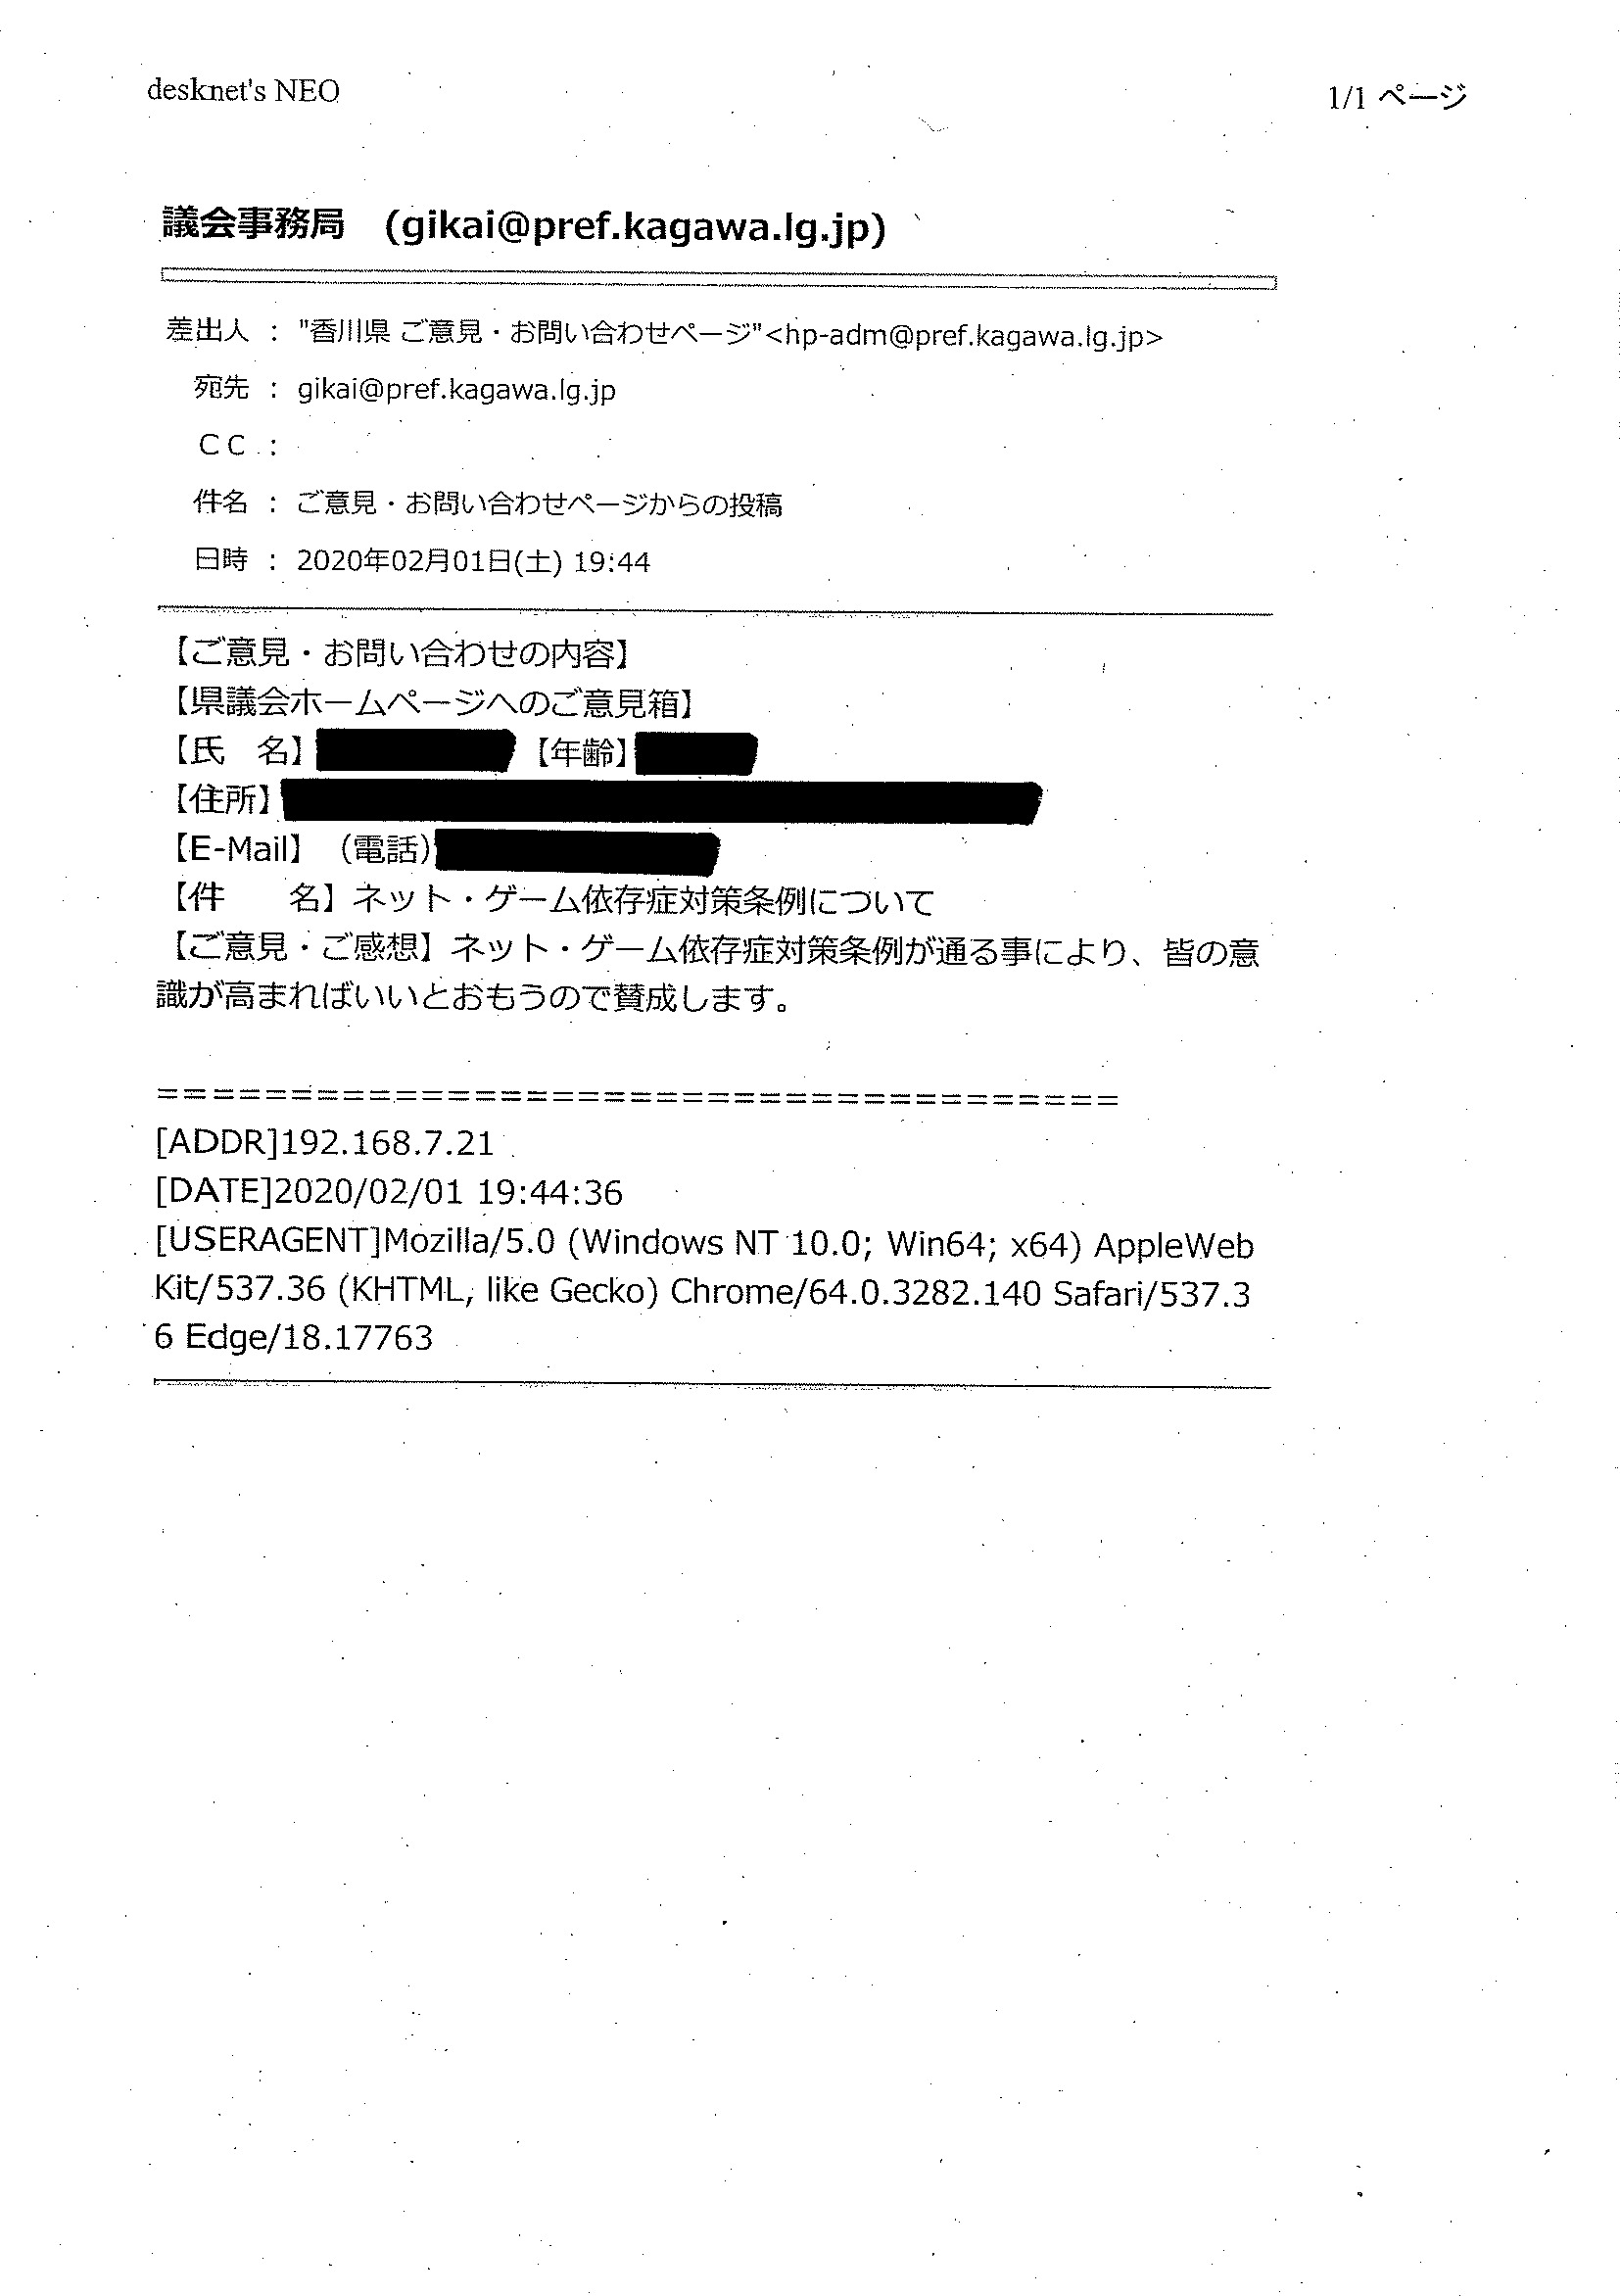 desknet's NEO
1/1 ページ
議会事務局　(gikai@pref.kagawa.lg.jp)
差出人 ： "香川県 ご意見・お問い合わせページ"<hp-adm@pref.kagawa.lg.jp>
宛先 ： gikai@pref.kagawa.lg.jp
ＣＣ ：
件名 ： ご意見・お問い合わせページからの投稿
日時 ： 2020年02月01日(土) 19:44
【ご意見・お問い合わせの内容】
【県議会ホームページへのご意見箱】
【氏　名】　【年齢】
【住所】
【E-Mail】（電話）
【件　　名】ネット・ゲーム依存症対策条例について
【ご意見・ご感想】ネット・ゲーム依存症対策条例が通る事により、皆の意
識が高まればいいとおもうので賛成します。
=====================================
[ADDR]192.168.7.21
[DATE]2020/02/01 19:44:36
[USERAGENT]Mozilla/5.0 (Windows NT 10.0; Win64; x64) AppleWeb
Kit/537.36 (KHTML, like Gecko) Chrome/64.0.3282.140 Safari/537.3
6 Edge/18.17763